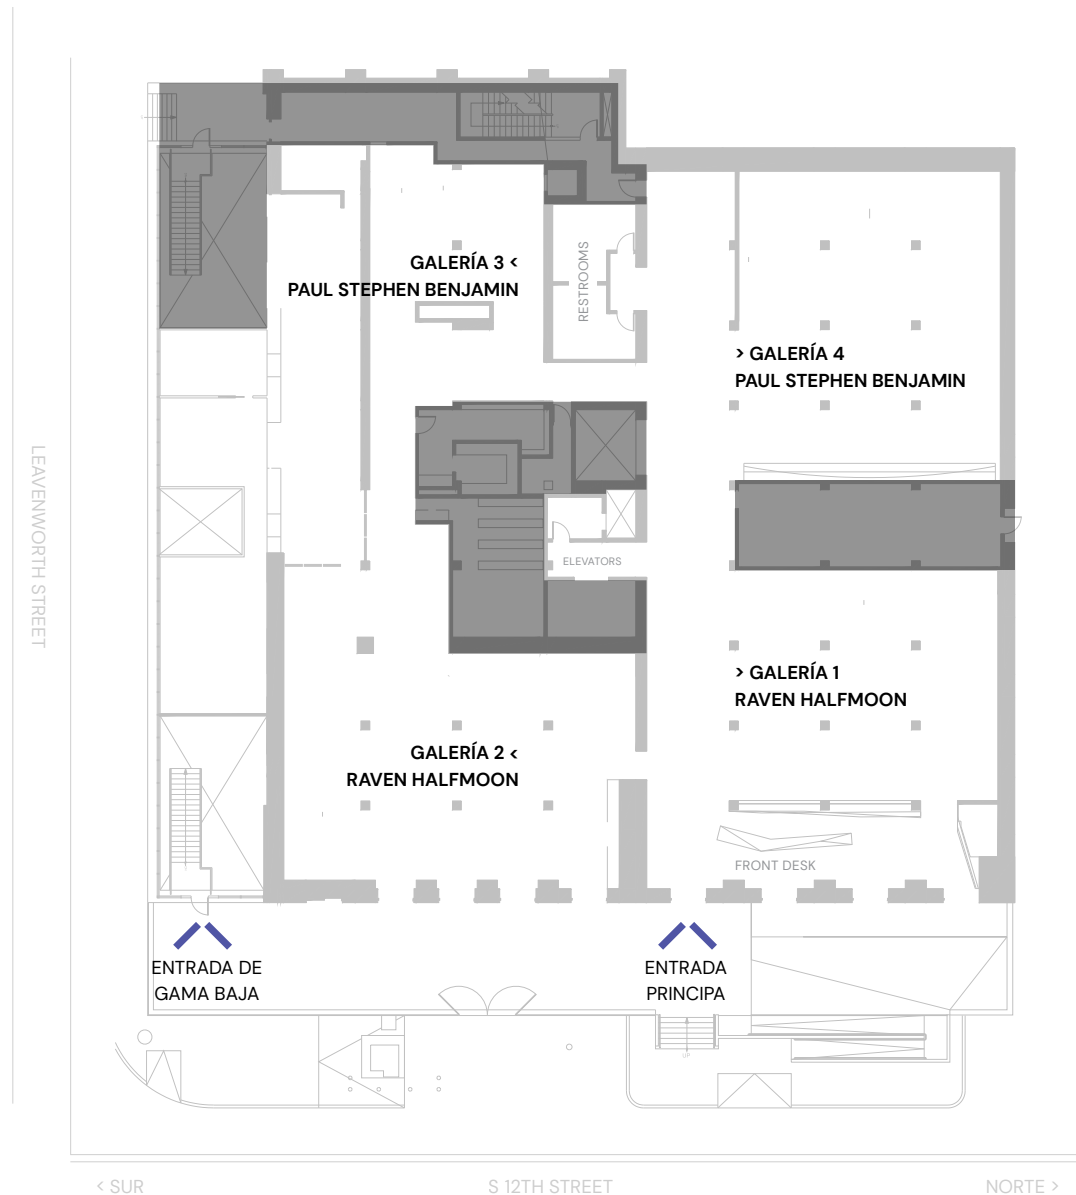 GALERÍA 3 <
PAUL STEPHEN BENJAMIN
RESTROOMS
> GALERÍA 4
PAUL STEPHEN BENJAMIN
LEAVENWORTH STREET
ELEVATORS
> GALERÍA 1
RAVEN HALFMOON
GALERÍA 2 <
RAVEN HALFMOON
FRONT DESK
ENTRADA DE
GAMA BAJA
ENTRADA
PRINCIPA
UP
< SUR
S 12TH STREET
NORTE >